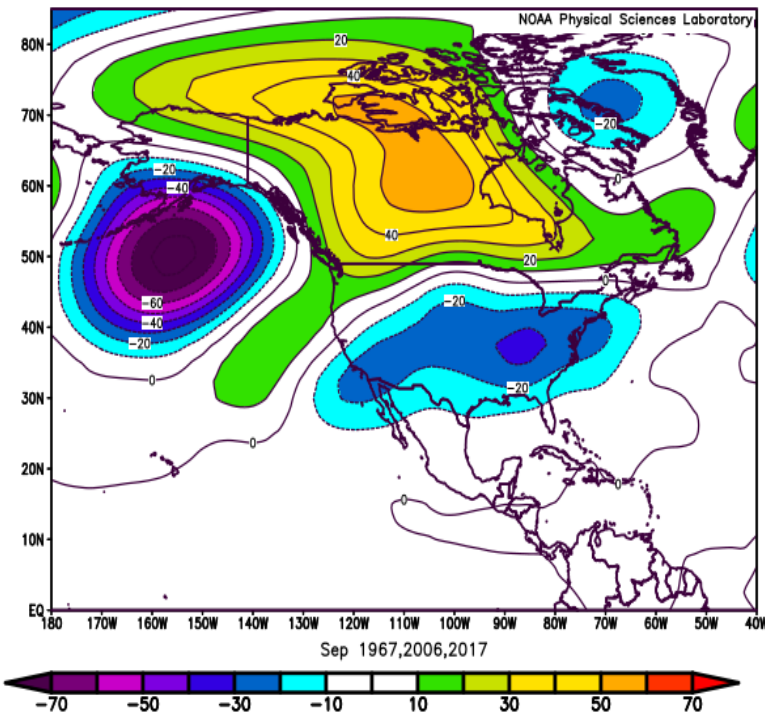 NOAA Physical Sciences Laboratory
80N
70N
60N
50N
40N
30N
20N
10N
EQ
20
40
-20
-20
-40
0
40
20
0
-20
-60
-40
-20
0
-20
0
0
0
180 170W 160W 150W 140W 130W 120W 110W 100W 90W 80W 70W 60W 50W 40W
Sep 1967,2006,2017
-70 -50 -30 -10 10 30 50 70